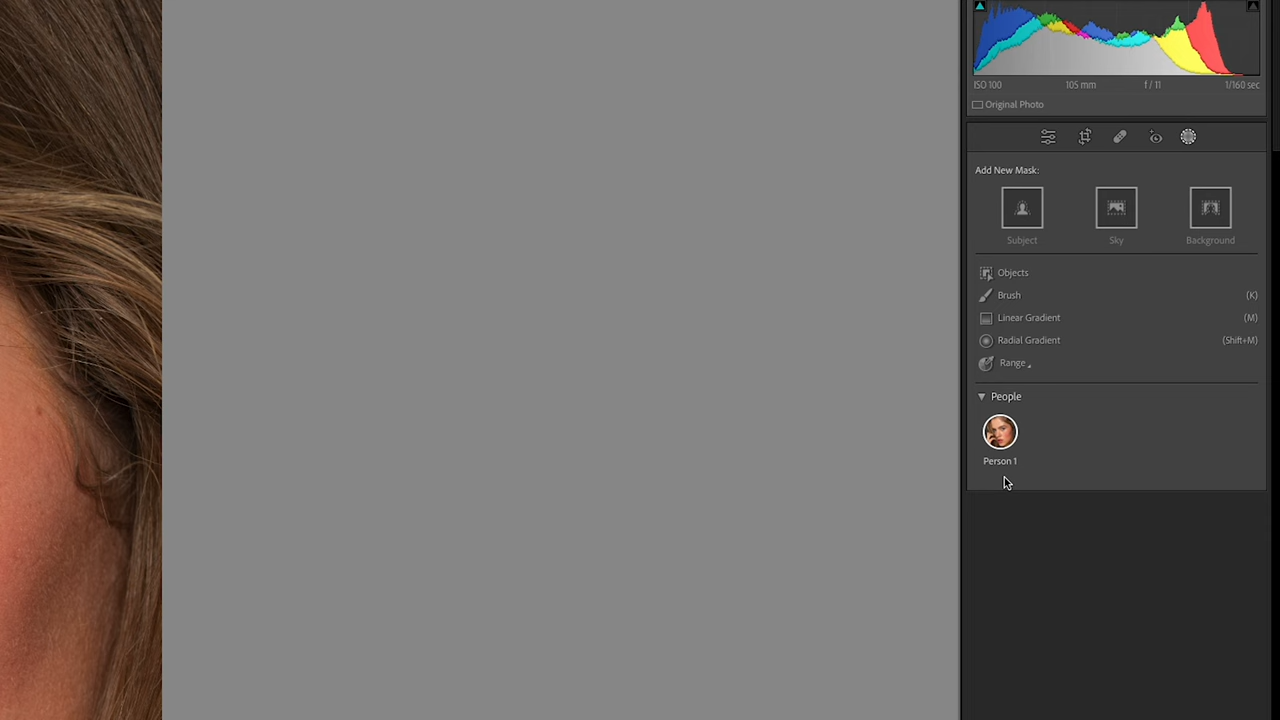 ISO 100 105 mm f / 11 1/160 sec
Original Photo
Add New Mask:
Subject Sky Background
Objects
Brush (K)
Linear Gradient (M)
Radial Gradient (Shift+M)
Range
People
Person 1